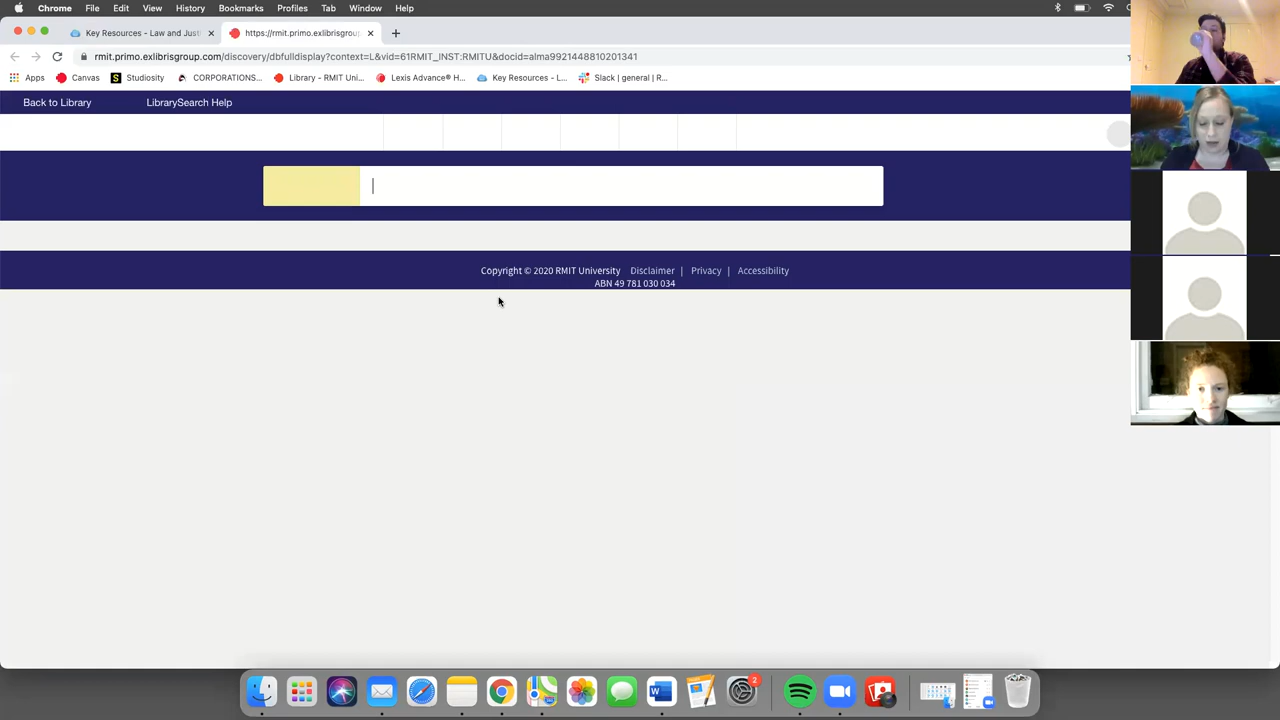 Chrome File Edit View History Bookmarks Profiles Tab Window Help
Key Resources - Law and Just
https://rmit.primo.exlibrisgroup.
rmit.primo.exlibrisgroup.com/discovery/dbfulldisplay?context=L&vid=61RMIT_INST:RMITU&docid=alma9921448810201341
Apps Canvas Studiosity CORPORATIONS... Library - RMIT Uni... Lexis Advance® H... Key Resources - L... Slack | general | R...
Back to Library LibrarySearch Help
Copyright © 2020 RMIT University Disclaimer | Privacy | Accessibility
ABN 49 781 030 034
2